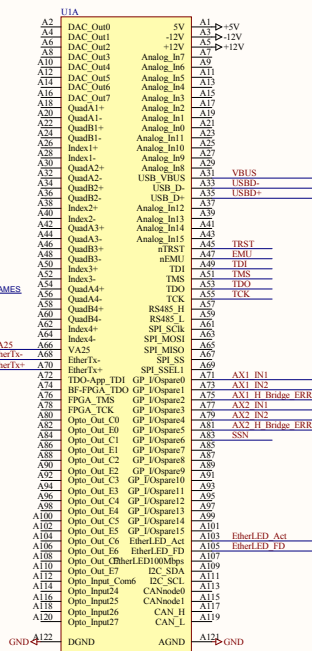 U1A
A2 DAC_Out0 5V A1 +5V
A4 DAC_Out1 -12V A3 -12V
A6 DAC_Out2 +12V A5 +12V
A8 DAC_Out3 Analog_In7 A7
A10 DAC_Out4 Analog_In6 A9
A12 DAC_Out5 Analog_In5 A11
A14 DAC_Out6 Analog_In4 A13
A16 DAC_Out7 Analog_In3 A15
A18 QuadA1+ Analog_In2 A17
A20 QuadA1- Analog_In1 A19
A22 QuadB1+ Analog_In0 A21
A24 QuadB1- Analog_In11 A23
A26 Index1+ Analog_In10 A25
A28 Index1- Analog_In9 A27
A30 QuadA2+ Analog_In8 A29
A32 QuadA2- USB_VBUS A31 VBUS
A34 QuadB2+ USB_D- A33 USBD-
A36 QuadB2- USB_D+ A35 USBD+
A38 Index2+ Analog_In12 A37
A40 Index2- Analog_In13 A39
A42 QuadA3+ Analog_In14 A41
A44 QuadA3- Analog_In15 A43
A46 QuadB3+ nTRST A45 TRST
A48 QuadB3- nEMU A47 EMU
A50 Index3+ TDI A49 TDI
A52 Index3- TMS A51 TMS
AMES A54 QuadA4+ TDO A53 TDO
A56 QuadA4- TCK A55 TCK
A58 QuadB4+ RS485_H A57
A60 QuadB4- RS485_L A59
A62 Index4+ SPI_SClk A61
A64 Index4- SPI_MOSI A63
A25 A66 VA25 SPI_MISO A65
herTx- A68 EtherTx- SPI_SS A67
herTx+ A70 EtherTx+ SPI_SSEL1 A69
A72 TDO-App_TDI GP_I/Ospare0 A71 AX1_IN1
A74 BF-FPGA_TDO GP_I/Ospare1 A73 AX1_IN2
A76 FPGA_TMS GP_I/Ospare2 A75 AX1_H_Bridge_ERR
A78 FPGA_TCK GP_I/Ospare3 A77 AX2_IN1
A80 Opto_Out_C0 GP_I/Ospare4 A79 AX2_IN2
A82 Opto_Out_E0 GP_I/Ospare5 A81 AX2_H_Bridge_ERR
A84 Opto_Out_C1 GP_I/Ospare6 A83 SSN
A86 Opto_Out_E1 GP_I/Ospare7 A85
A88 Opto_Out_C2 GP_I/Ospare8 A87
A90 Opto_Out_E2 GP_I/Ospare9 A89
A92 Opto_Out_C3 GP_I/Ospare10 A91
A94 Opto_Out_E3 GP_I/Ospare11 A93
A96 Opto_Out_C4 GP_I/Ospare12 A95
A98 Opto_Out_E4 GP_I/Ospare13 A97
A100 Opto_Out_C5 GP_I/Ospare14 A99
A102 Opto_Out_E5 GP_I/Ospare15 A101
A104 Opto_Out_C6 EtherLED_Act A103 EtherLED_Act
A106 Opto_Out_E6 EtherLED_FD A105 EtherLED_FD
A108 Opto_Out_C7 EtherLED100Mbps A107
A110 Opto_Out_E7 I2C_SDA A109
A112 Opto_Input_Com6 I2C_SCL A111
A114 Opto_Input24 CANnode0 A113
A116 Opto_Input25 CANnode1 A115
A118 Opto_Input26 CAN_H A117
A120 Opto_Input27 CAN_L A119
GND A122 DGND AGND A121 GND